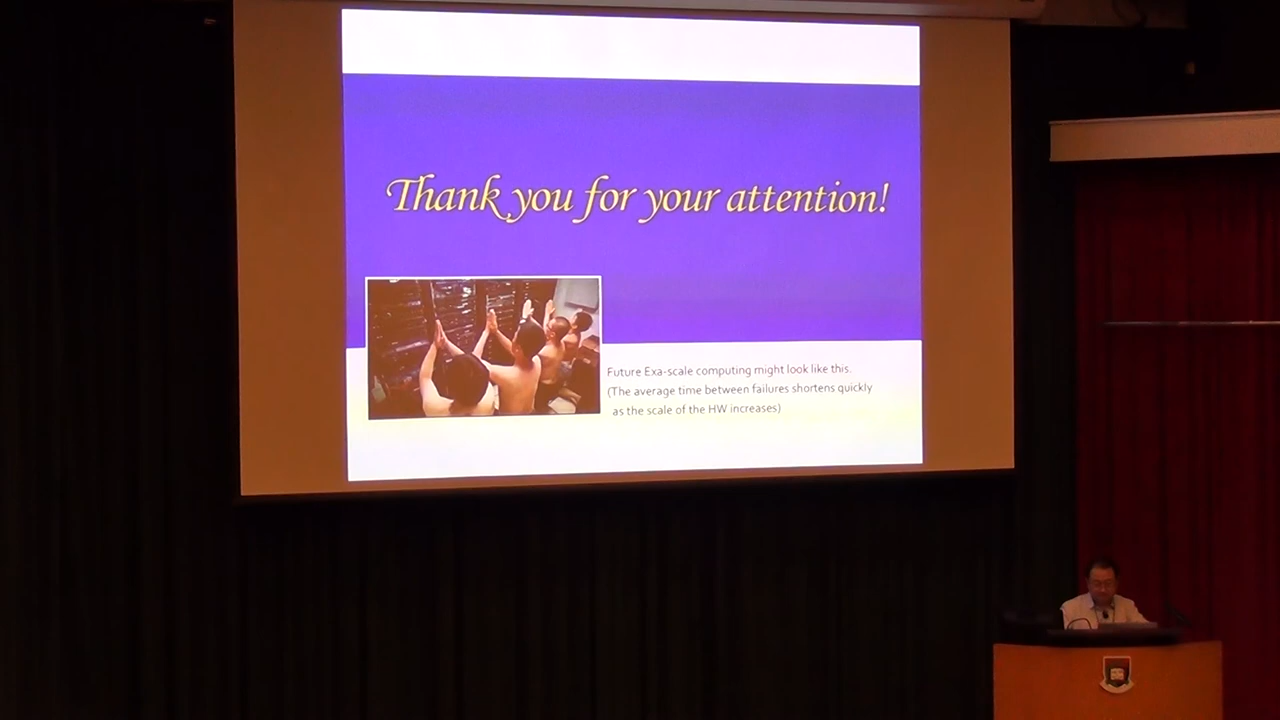 Thank you for your attention!
Future Exa-scale computing might look like this.
(The average time between failures shortens quickly
as the scale of the HW increases)